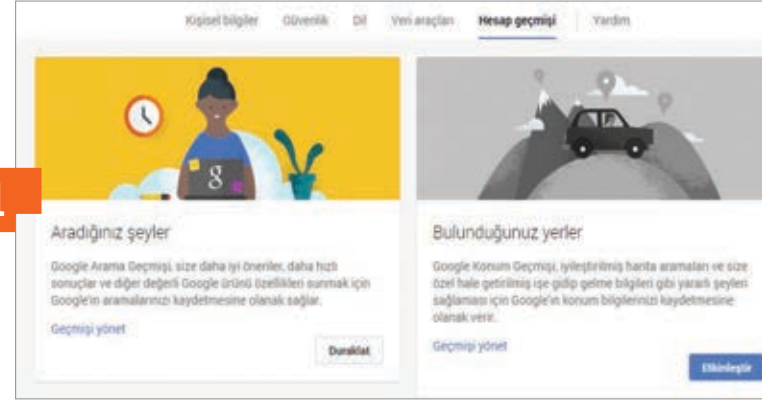 Kişisel bilgiler Güvenlik Dil Veri araçları Hesap geçmişi Yardım
Aradığınız şeyler
Google Arama Geçmişi, size daha iyi öneriler, daha hızlı
sonuçlar ve diğer değerli Google ürünü özellikleri sunmak için
Google'ın aramalarınızı kaydetmesine olanak sağlar.
Geçmişi yönet
Duraklat
Bulunduğunuz yerler
Google Konum Geçmişi, iyileştirilmiş harita aramaları ve size
özel hale getirilmiş işe gidip gelme bilgileri gibi yararlı şeyleri
sağlaması için Google'ın konum bilgilerinizi kaydetmesine
olanak verir.
Geçmişi yönet
Etkinleştir